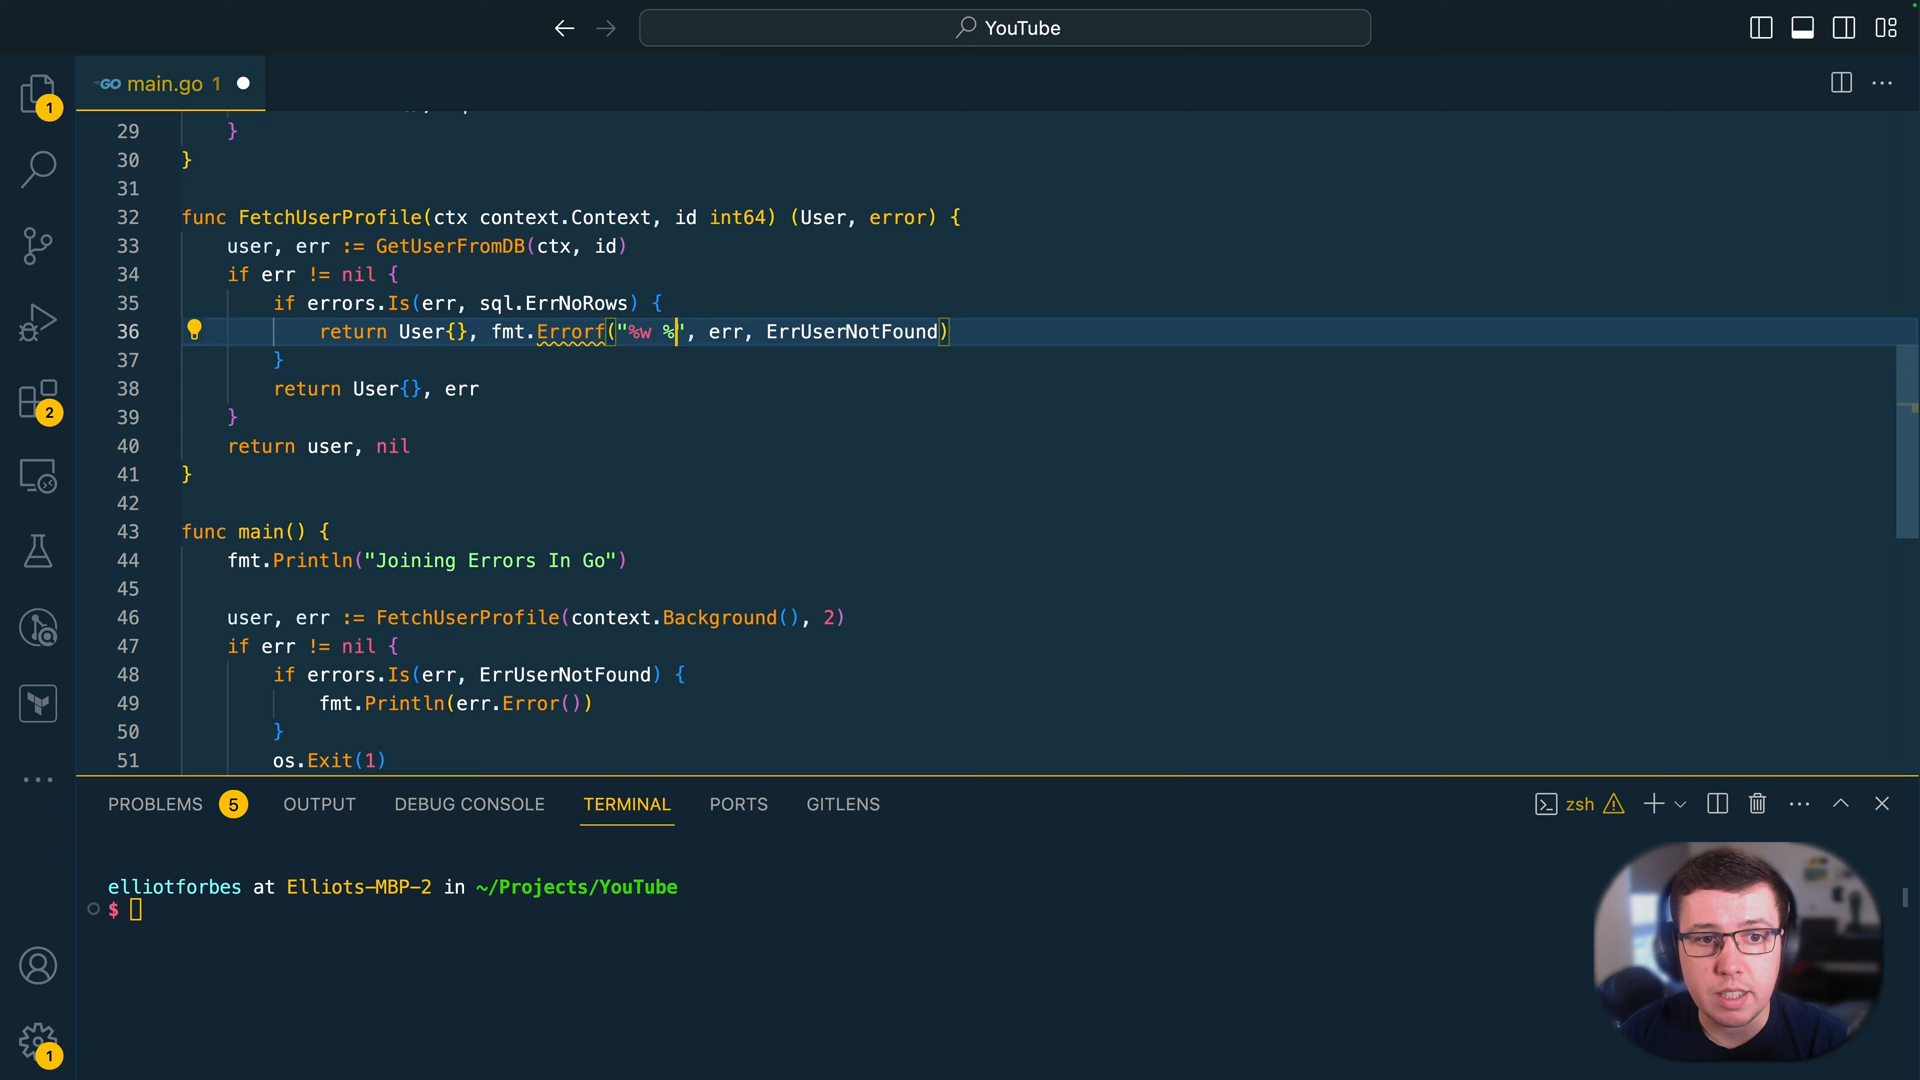 YouTube
GO main.go 1
29 }
30 }
31
32 func FetchUserProfile(ctx context.Context, id int64) (User, error) {
33 user, err := GetUserFromDB(ctx, id)
34 if err != nil {
35 if errors.Is(err, sql.ErrNoRows) {
36 return User{}, fmt.Errorf("%w %", err, ErrUserNotFound)
37 }
38 return User{}, err
39 }
40 return user, nil
41 }
42
43 func main() {
44 fmt.Println("Joining Errors In Go")
45
46 user, err := FetchUserProfile(context.Background(), 2)
47 if err != nil {
48 if errors.Is(err, ErrUserNotFound) {
49 fmt.Println(err.Error())
50 }
51 os.Exit(1)
1
2
1
PROBLEMS 5 OUTPUT DEBUG CONSOLE TERMINAL PORTS GITLENS zsh
elliotforbes at Elliots-MBP-2 in ~/Projects/YouTube
$